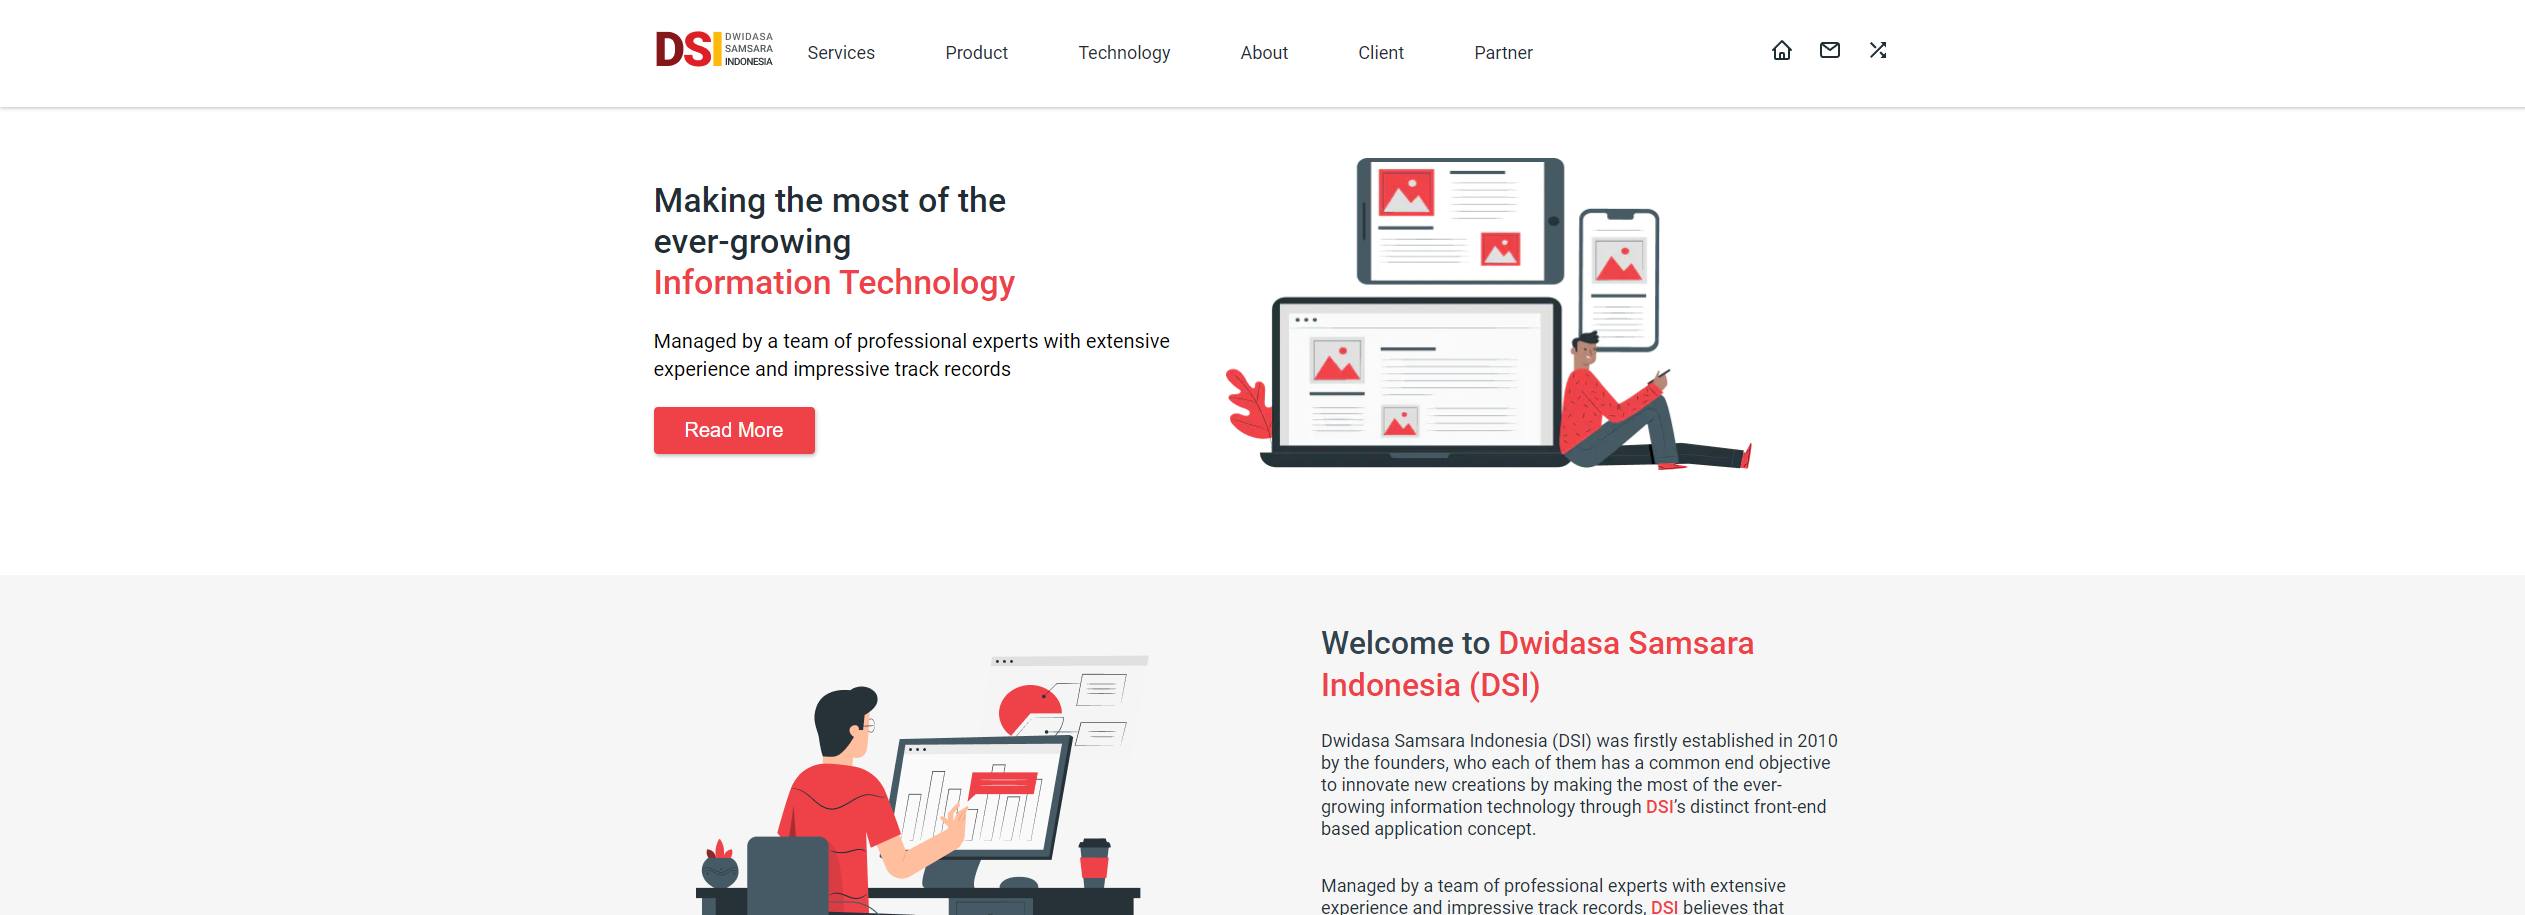 DSI DWIDASA
SAMSARA
INDONESIA
Services Product Technology About Client Partner
Making the most of the
ever-growing
Information Technology
Managed by a team of professional experts with extensive
experience and impressive track records
Read More
Welcome to Dwidasa Samsara
Indonesia (DSI)
Dwidasa Samsara Indonesia (DSI) was firstly established in 2010
by the founders, who each of them has a common end objective
to innovate new creations by making the most of the ever-
growing information technology through DSI's distinct front-end
based application concept.
Managed by a team of professional experts with extensive
experience and impressive track records, DSI believes that